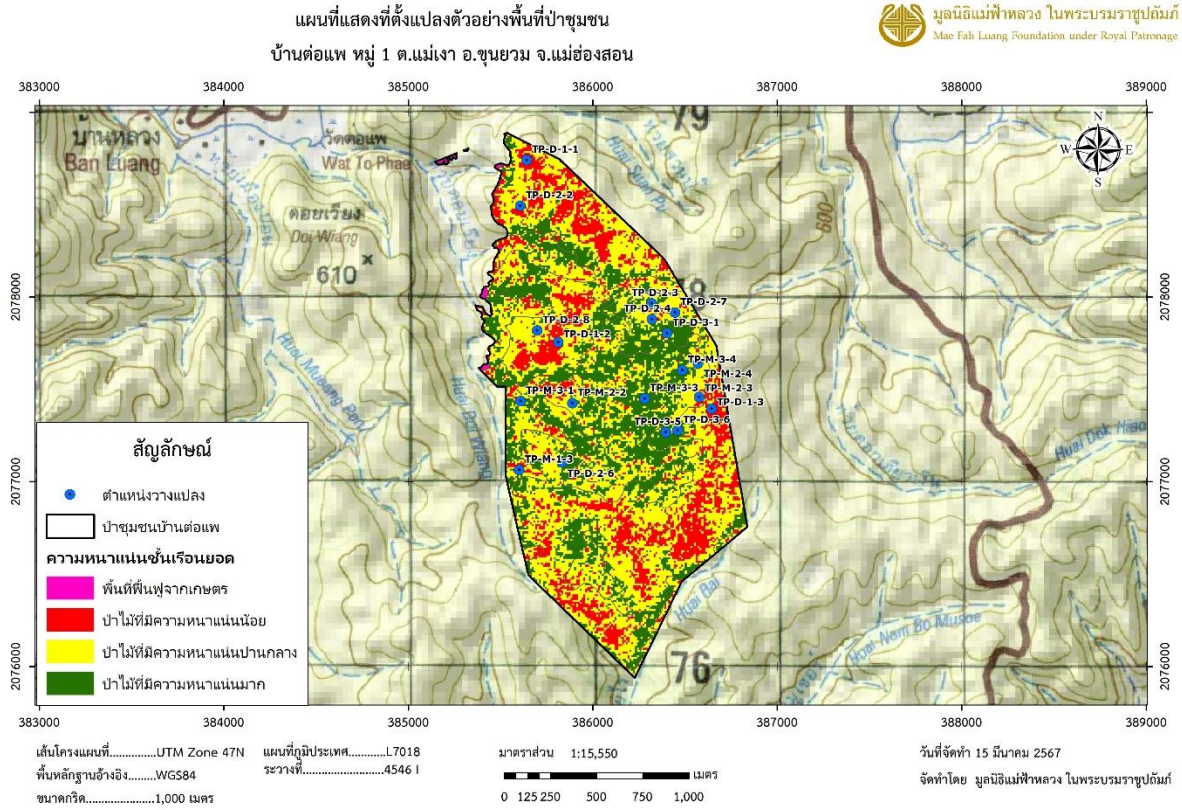 แผนที่แสดงที่ตั้งแปลงตัวอย่างพื้นที่ป่าชุมชน
บ้านต่อแพ หมู่ 1 ต.แม่เงา อ.ขุนยวม จ.แม่ฮ่องสอน
มูลนิธิแม่ฟ้าหลวง ในพระบรมราชูปถัมภ์
Mae Fah Luang Foundation under Royal Patronage
383000 384000 385000 386000 387000 388000 389000
79
บ้านหลวง
Ban Luang
วัดต่อแพ
Wat To Phae
N
W E
S
TP-D-1-1
TP-D-2-2
ดอยเวียง
Doi Wiang
610
600
2078000 2078000
TP-D-2-3
TP-D-2-7
TP-D-2-4
TP-D-3-1
TP-D-2-8
TP-D-1-2
TP-M-3-4
TP-M-2-4
TP-M-3-1
TP-M-2-2
TP-M-3-3
TP-M-2-3
TP-D-1-3
TP-D-3-5
TP-D-3-6
TP-M-1-3
TP-D-2-6
Huai Doi Wiang
2077000 2077000
Huai Bai
Huai Nam Bo Musoe
76
2076000 2076000
สัญลักษณ์
ตำแหน่งวางแปลง
ป่าชุมชนบ้านต่อแพ
ความหนาแน่นชั้นเรือนยอด
พื้นที่ฟื้นฟูจากเกษตร
ป่าไม้ที่มีความหนาแน่นน้อย
ป่าไม้ที่มีความหนาแน่นปานกลาง
ป่าไม้ที่มีความหนาแน่นมาก
383000 384000 385000 386000 387000 388000 389000
เส้นโครงแผนที่..............UTM Zone 47N
พื้นหลักฐานอ้างอิง.......WGS84
ขนาดกริด......................1,000 เมตร
แผนที่ภูมิประเทศ...........L7018
ระวางที่.........................4546 I
มาตราส่วน 1:15,550
เมตร
0 125 250 500 750 1,000
วันที่จัดทำ 15 มีนาคม 2567
จัดทำโดย มูลนิธิแม่ฟ้าหลวง ในพระบรมราชูปถัมภ์